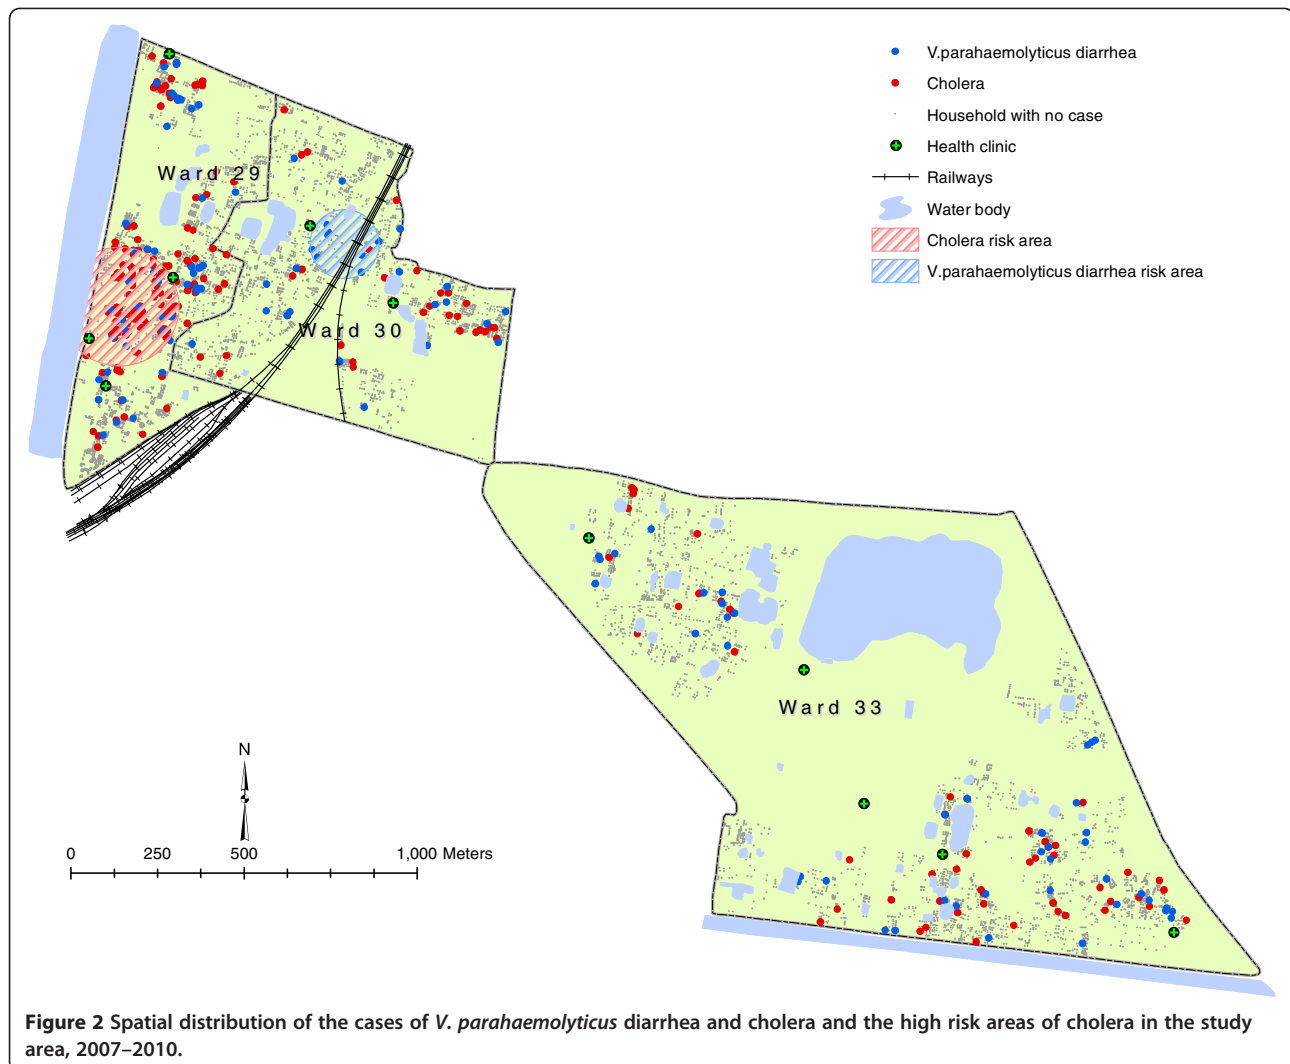 V.parahaemolyticus diarrhea
Cholera
Household with no case
Health clinic
Railways
Water body
Cholera risk area
V.parahaemolyticus diarrhea risk area
Ward 29
Ward 30
Ward 33
N
0 250 500 1,000 Meters
Figure 2 Spatial distribution of the cases of V. parahaemolyticus diarrhea and cholera and the high risk areas of cholera in the study
area, 2007–2010.